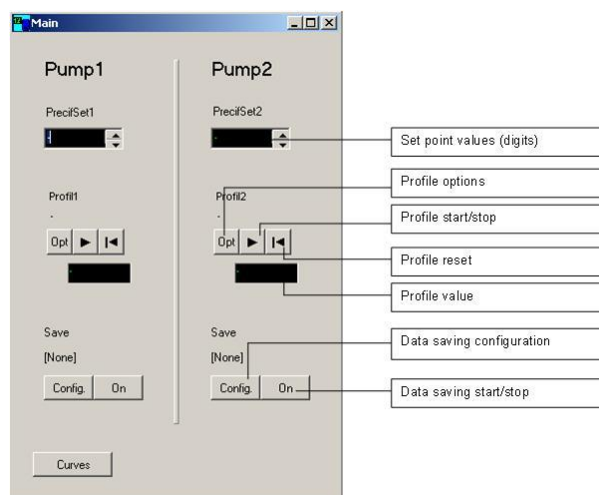 Main
Pump1
Pump2
PrecifSet1
PrecifSet2
Set point values (digits)
Profile options
Profil1
Profil2
Profile start/stop
Opt
Opt
Profile reset
Profile value
Save
Save
Data saving configuration
[None]
[None]
Config.
On
Config.
On
Data saving start/stop
Curves